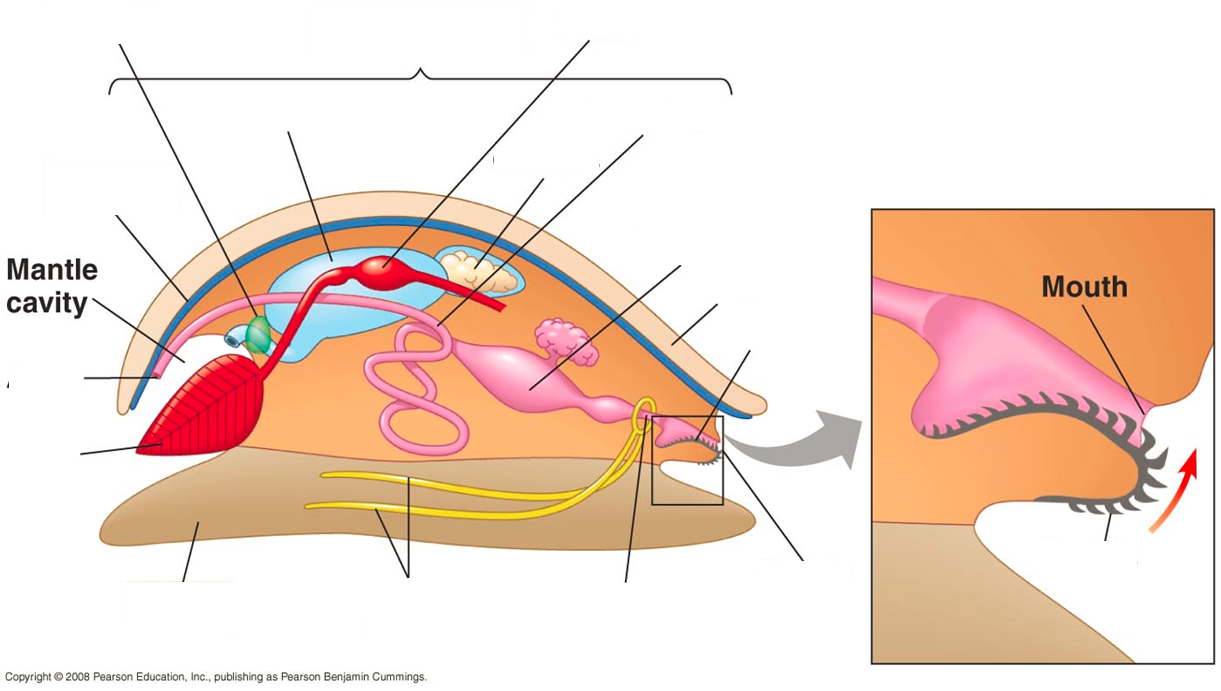 Mantle
cavity
Mouth
Copyright © 2008 Pearson Education, Inc., publishing as Pearson Benjamin Cummings.